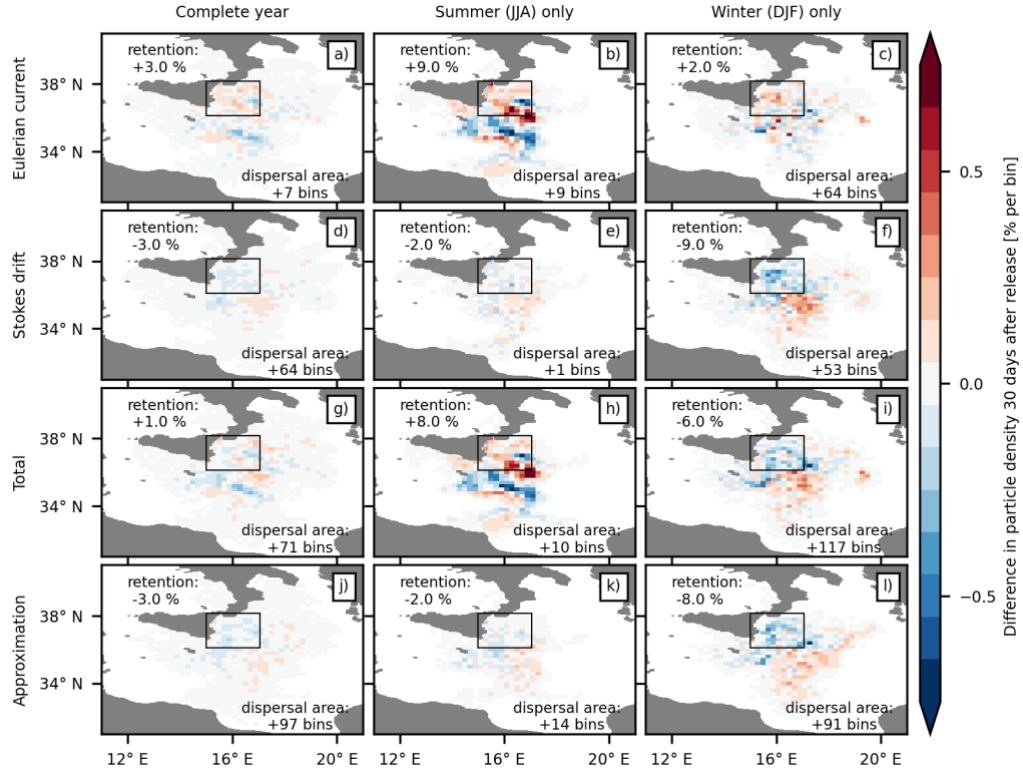 Complete year
Summer (JJA) only
Winter (DJF) only
Eulerian current
38° N
34° N
retention:
+3.0 %
a)
dispersal area:
+7 bins
retention:
+9.0 %
b)
dispersal area:
+9 bins
retention:
+2.0 %
c)
dispersal area:
+64 bins
Stokes drift
38° N
34° N
retention:
-3.0 %
d)
dispersal area:
+64 bins
retention:
-2.0 %
e)
dispersal area:
+1 bins
retention:
-9.0 %
f)
dispersal area:
+53 bins
Total
38° N
34° N
retention:
+1.0 %
g)
dispersal area:
+71 bins
retention:
+8.0 %
h)
dispersal area:
+10 bins
retention:
-6.0 %
i)
dispersal area:
+117 bins
Approximation
38° N
34° N
retention:
-3.0 %
j)
dispersal area:
+97 bins
retention:
-2.0 %
k)
dispersal area:
+14 bins
retention:
-8.0 %
l)
dispersal area:
+91 bins
12° E
16° E
20° E
12° E
16° E
20° E
12° E
16° E
20° E
0.5
0.0
−0.5
Difference in particle density 30 days after release [% per bin]